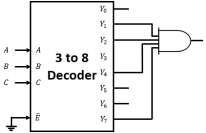 Y₀
Y₁
A A Y₂
B B 3 to 8 Y₃
C C Decoder Y₄
Y₅
Y₆
E̅ Y₇